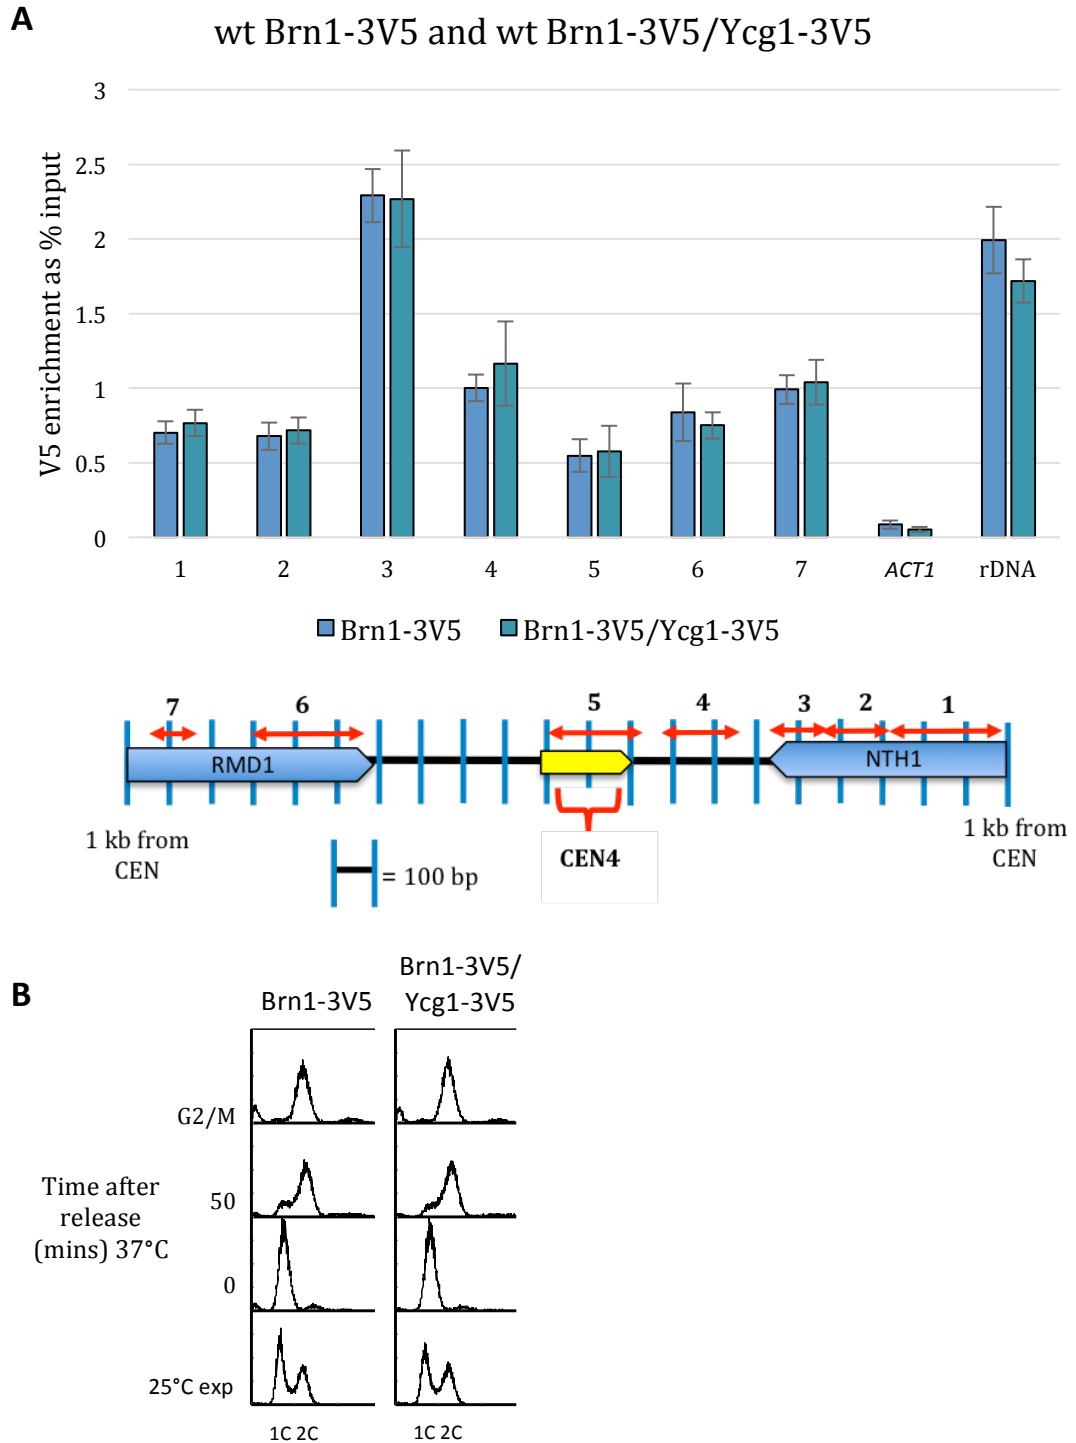 A
wt Brn1-3V5 and wt Brn1-3V5/Ycg1-3V5
V5 enrichment as % input
3
2.5
2
1.5
1
0.5
0
1 2 3 4 5 6 7 ACT1 rDNA
Brn1-3V5 Brn1-3V5/Ycg1-3V5
7 6 5 4 3 2 1
RMD1 NTH1
1 kb from
CEN
CEN4
1 kb from
CEN
= 100 bp
B
Brn1-3V5
Brn1-3V5/
Ycg1-3V5
G2/M
Time after
release
(mins) 37°C
50
0
25°C exp
1C 2C 1C 2C